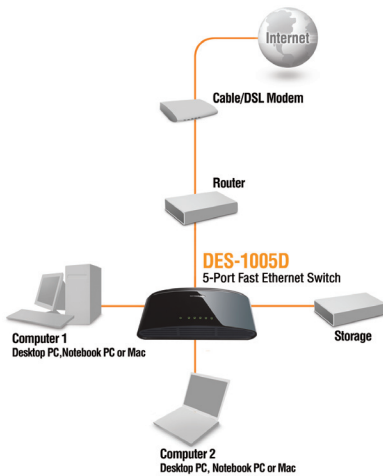 Internet
Cable/DSL Modem
Router
DES-1005D
5-Port Fast Ethernet Switch
Computer 1
Desktop PC,Notebook PC or Mac
Storage
Computer 2
Desktop PC, Notebook PC or Mac